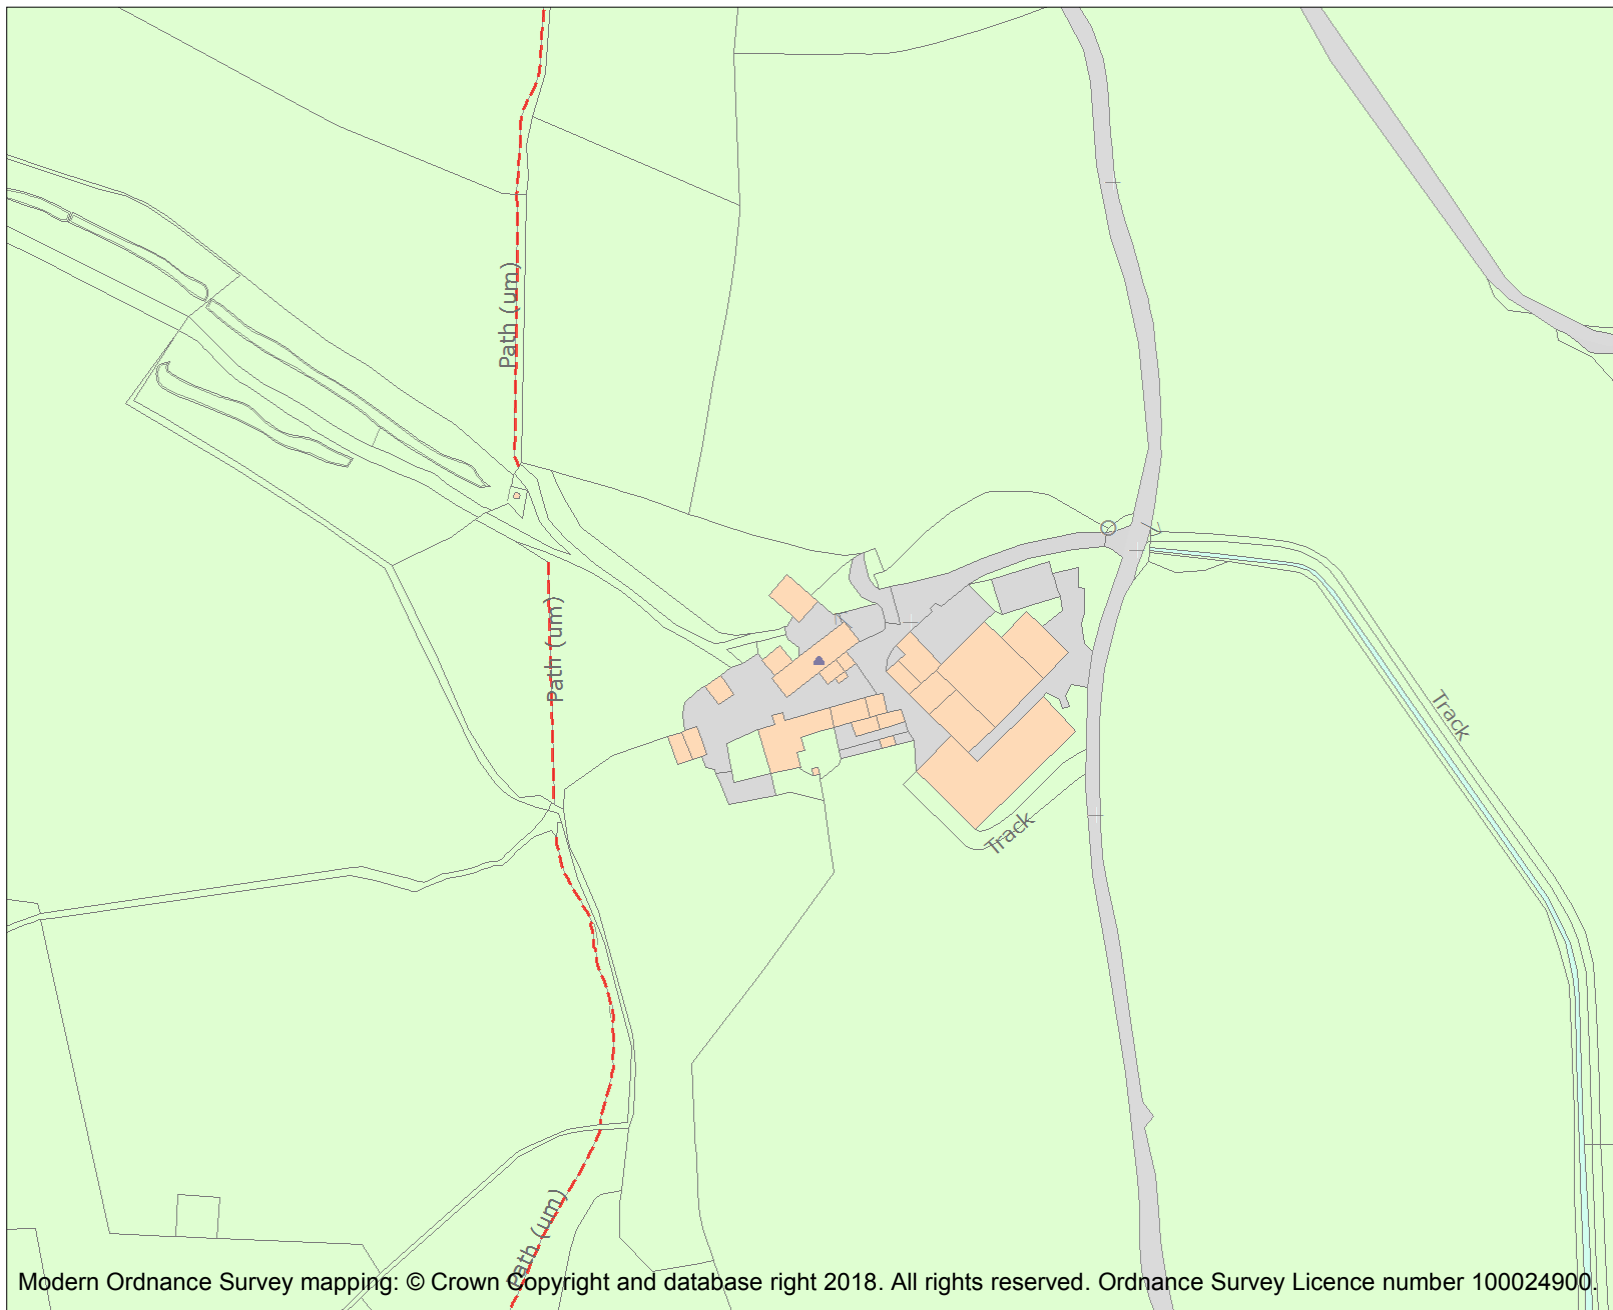 Path (um)
Path (um)
Track
Track
Path (um)
Modern Ordnance Survey mapping: © Crown Copyright and database right 2018. All rights reserved. Ordnance Survey Licence number 100024900.